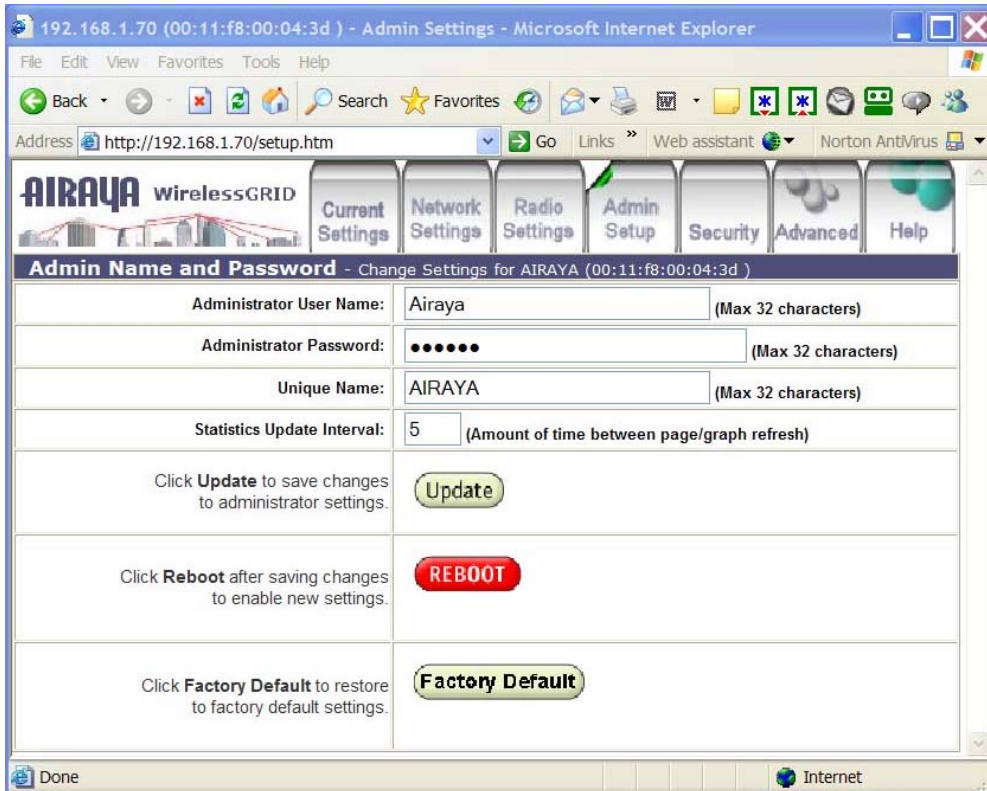 192.168.1.70 (00:11:f8:00:04:3d ) - Admin Settings - Microsoft Internet Explorer
File Edit View Favorites Tools Help
Back Search Favorites
Address http://192.168.1.70/setup.htm Go Links » Web assistant Norton AntiVirus
AIRAYA WIRELESSGRID
Current Settings
Network Settings
Radio Settings
Admin Setup
Security
Advanced
Help
Admin Name and Password - Change Settings for AIRAYA (00:11:f8:00:04:3d )
Administrator User Name: Airaya (Max 32 characters)
Administrator Password: •••••• (Max 32 characters)
Unique Name: AIRAYA (Max 32 characters)
Statistics Update Interval: 5 (Amount of time between page/graph refresh)
Click Update to save changes
to administrator settings.
Update
Click Reboot after saving changes
to enable new settings.
REBOOT
Click Factory Default to restore
to factory default settings.
Factory Default
Done Internet